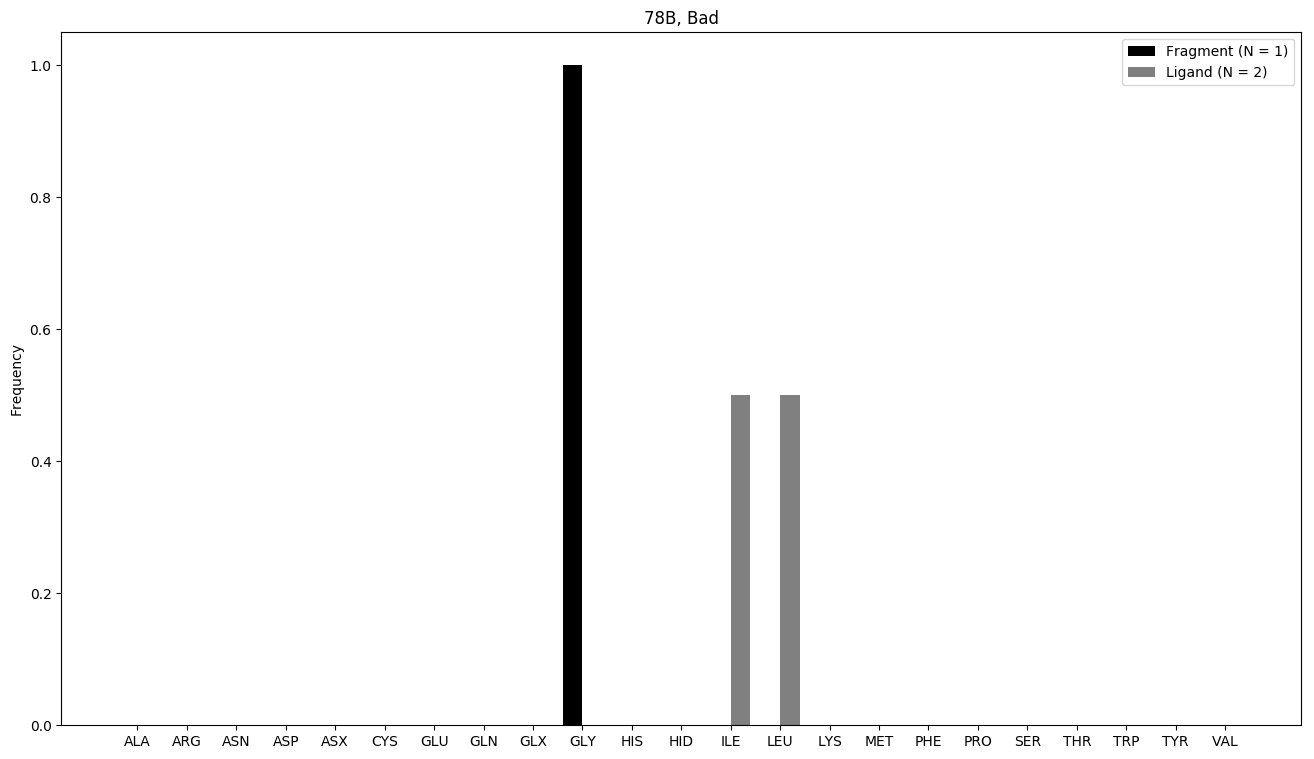 78B, Bad
Fragment (N = 1)
Ligand (N = 2)
Frequency
1.0
0.8
0.6
0.4
0.2
0.0
ALA ARG ASN ASP ASX CYS GLU GLN GLX GLY HIS HID ILE LEU LYS MET PHE PRO SER THR TRP TYR VAL